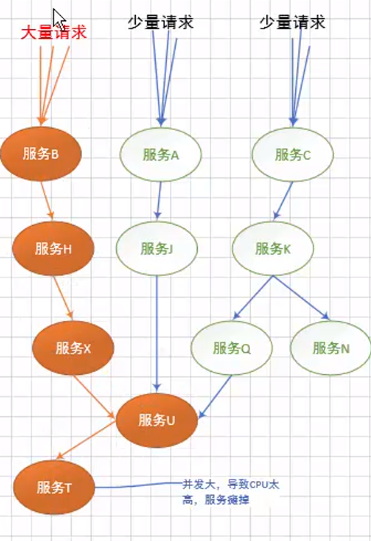 大量请求
少量请求
少量请求
服务B
服务A
服务C
服务H
服务J
服务K
服务X
服务Q
服务N
服务U
服务T
并发大，导致CPU太
高，服务瘫掉